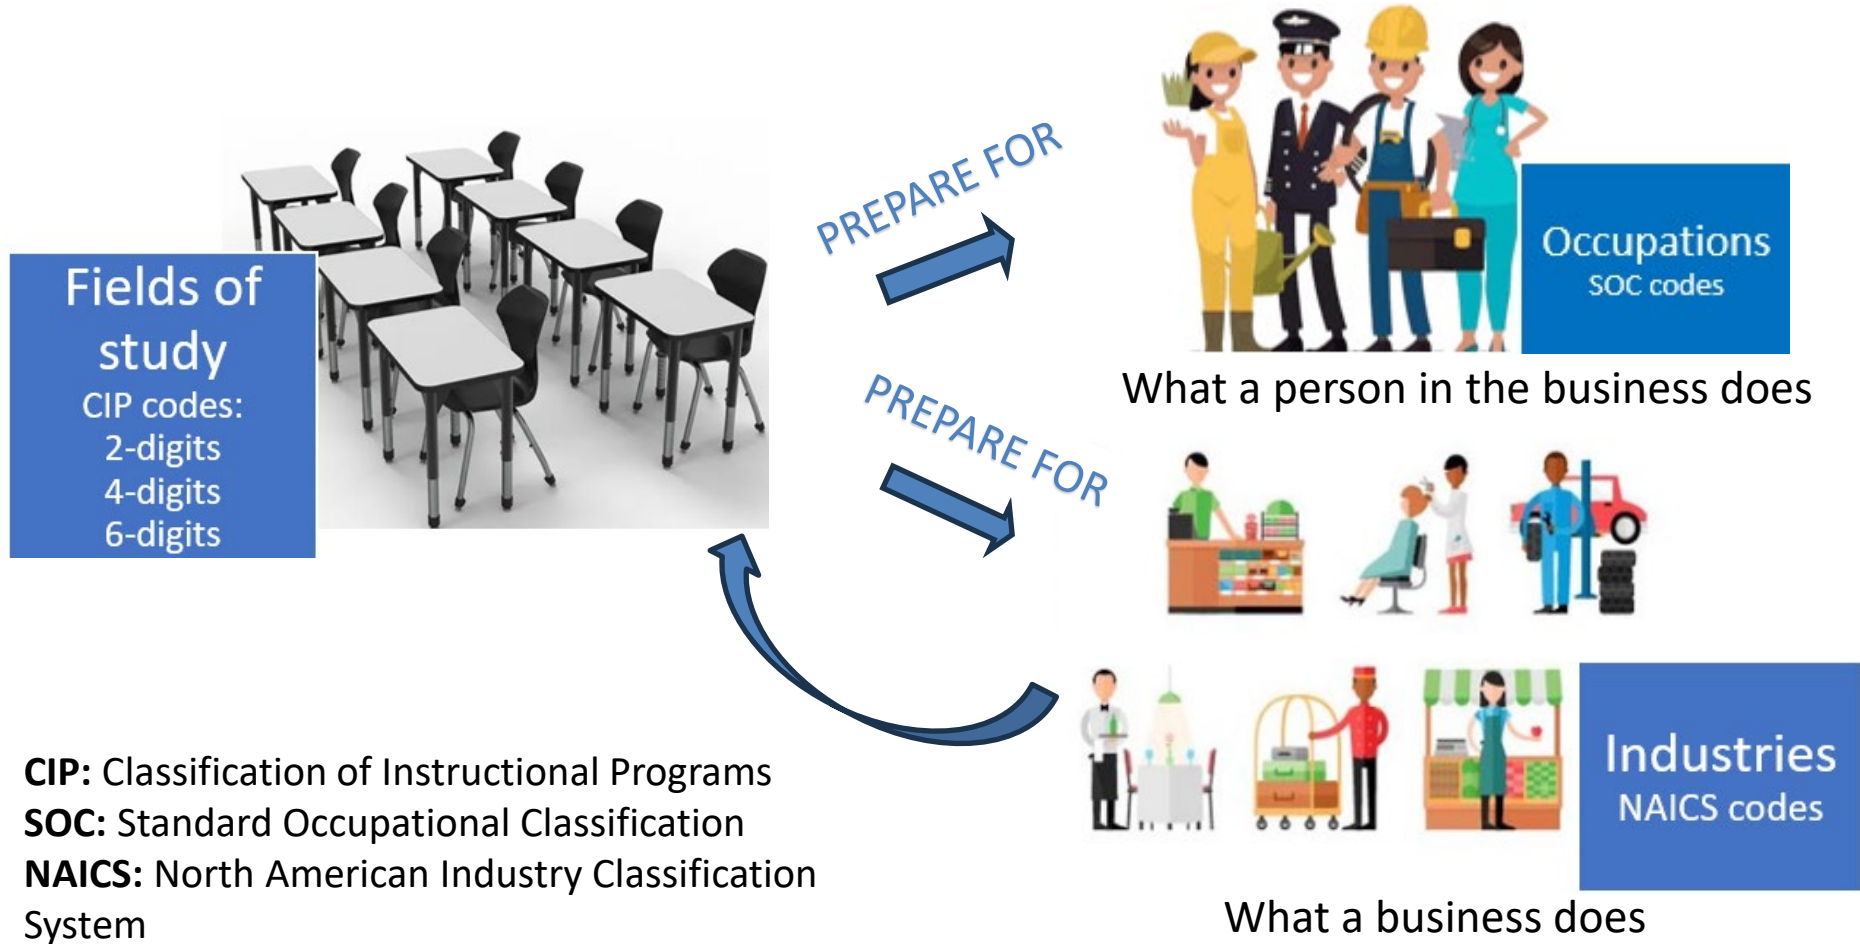 Fields of
study
CIP codes:
2-digits
4-digits
6-digits
PREPARE FOR
Occupations
SOC codes
What a person in the business does
PREPARE FOR
Industries
NAICS codes
What a business does
CIP: Classification of Instructional Programs
SOC: Standard Occupational Classification
NAICS: North American Industry Classification
System